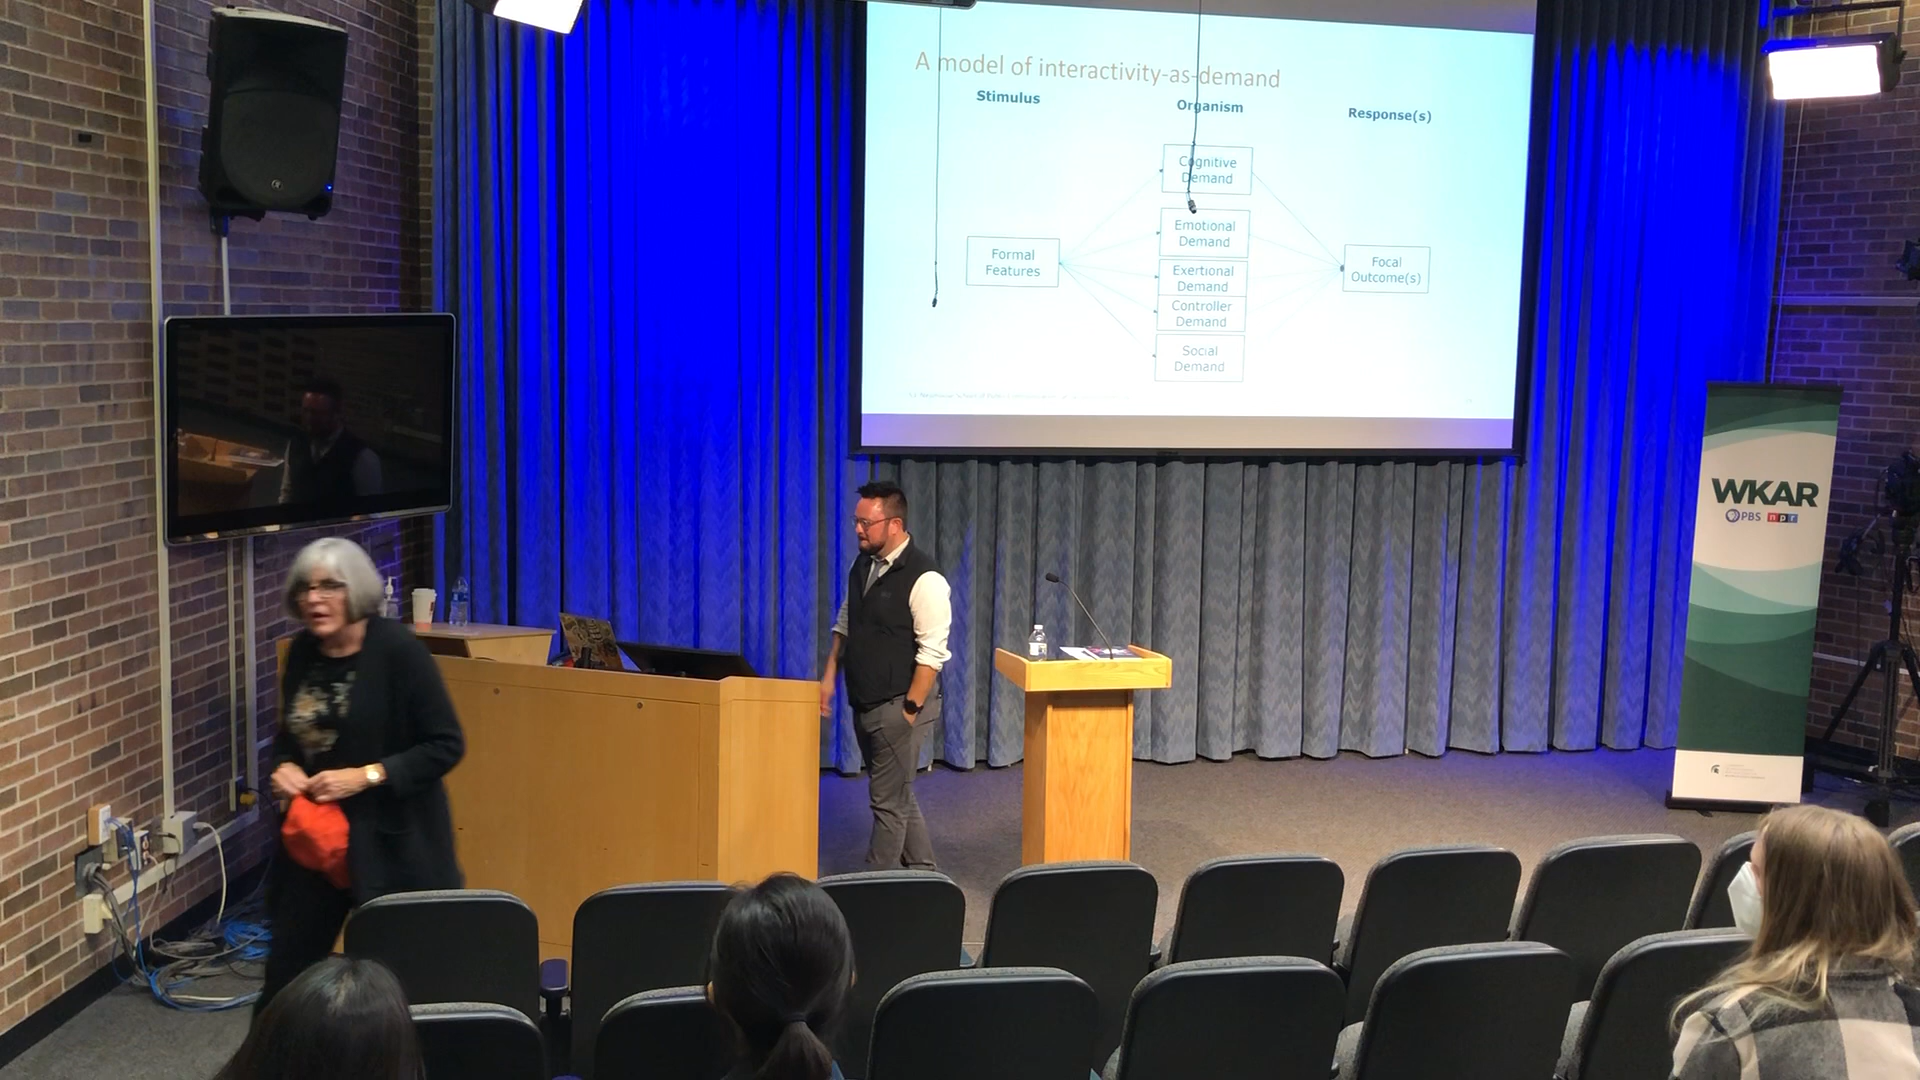 A model of interactivity-as-demand
Stimulus
Organism
Response(s)
Cognitive
Demand
Emotional
Demand
Formal
Features
Exertional
Demand
Focal
Outcome(s)
Controller
Demand
Social
Demand
WKAR
PBS npr